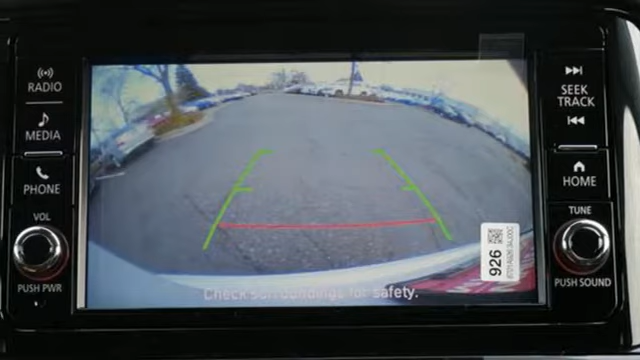 RADIO
MEDIA
PHONE
VOL
PUSH PWR
SEEK
TRACK
HOME
TUNE
PUSH SOUND
926
Check surroundings for safety.